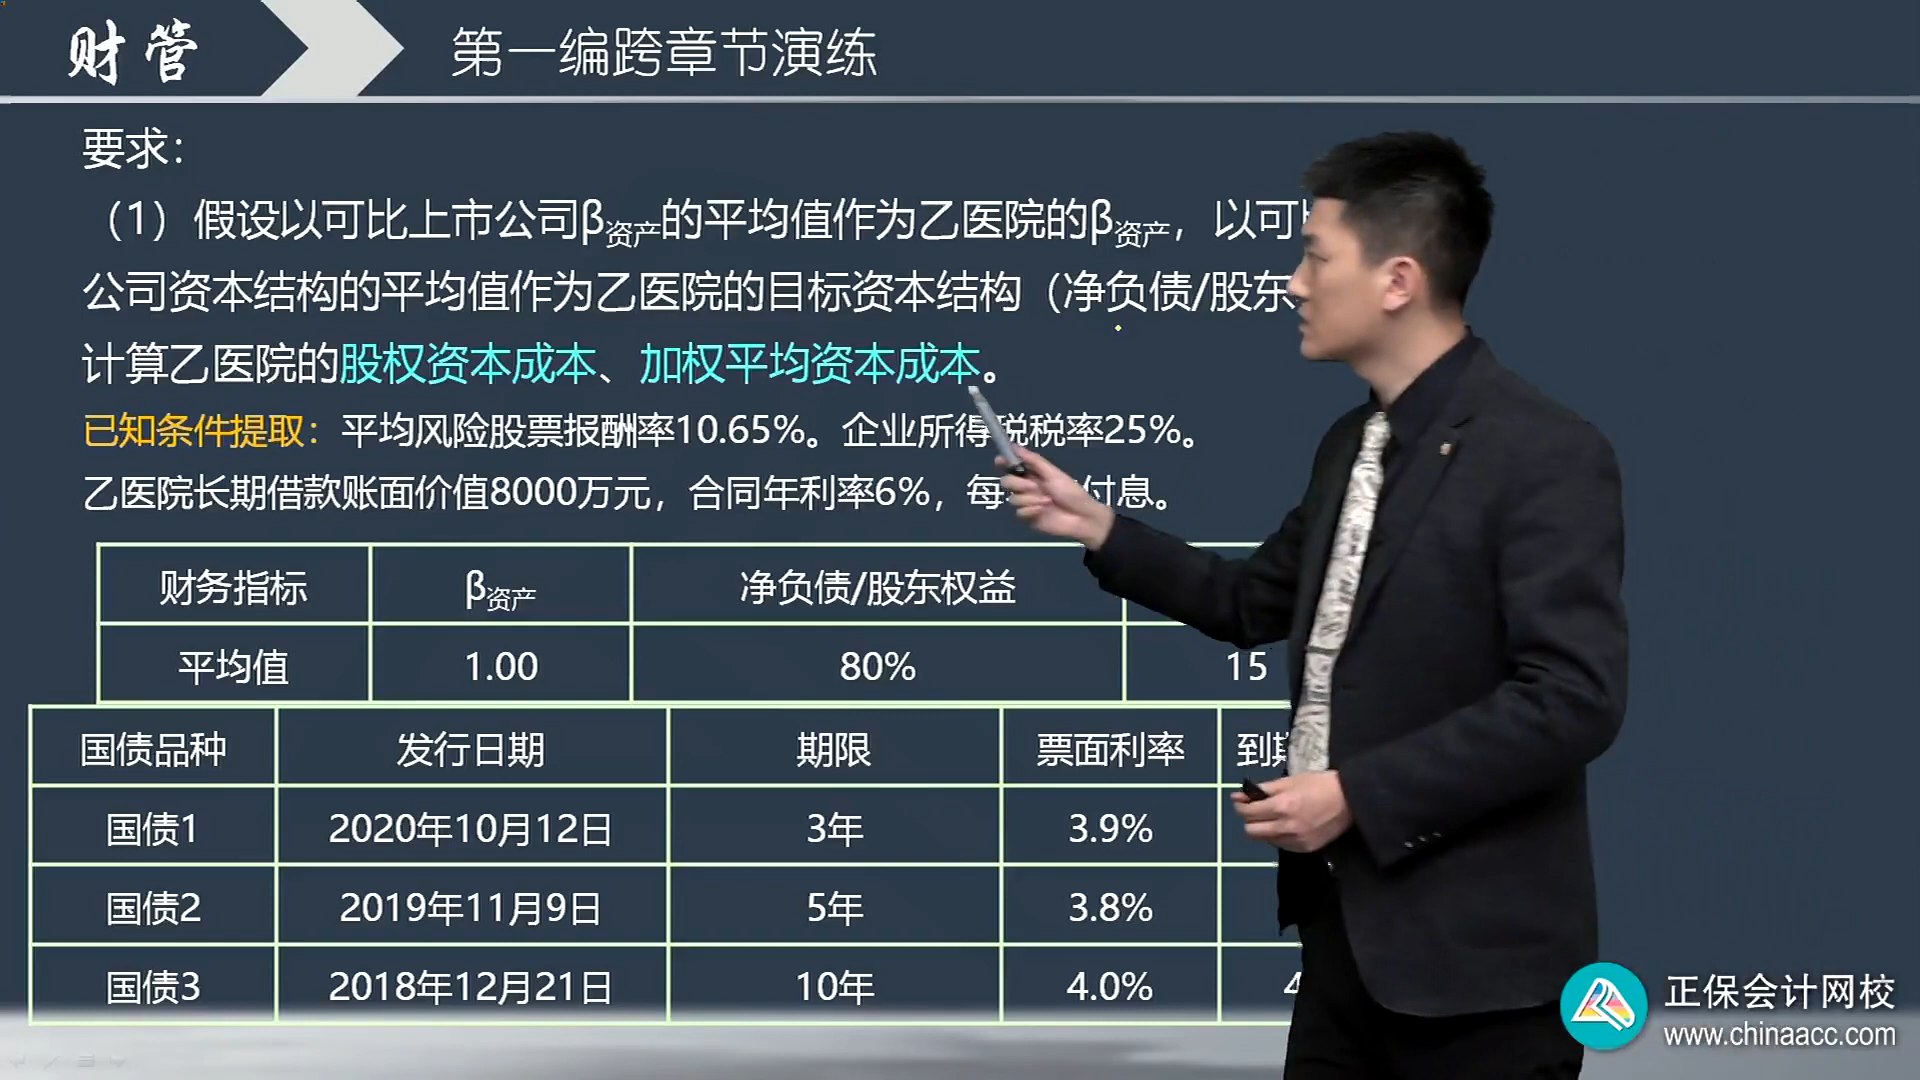 财管
第一编跨章节演练
要求：
（1）假设以可比上市公司β资产的平均值作为乙医院的β资产，以可
公司资本结构的平均值作为乙医院的目标资本结构（净负债/股东
计算乙医院的股权资本成本、加权平均资本成本。
已知条件提取：平均风险股票报酬率10.65%。企业所得税税率25%。
乙医院长期借款账面价值8000万元，合同年利率6%，每 付息。
财务指标 β资产 净负债/股东权益
平均值 1.00 80% 15
国债品种 发行日期 期限 票面利率 到
国债1 2020年10月12日 3年 3.9%
国债2 2019年11月9日 5年 3.8%
国债3 2018年12月21日 10年 4.0% 4
正保会计网校
www.chinaacc.com